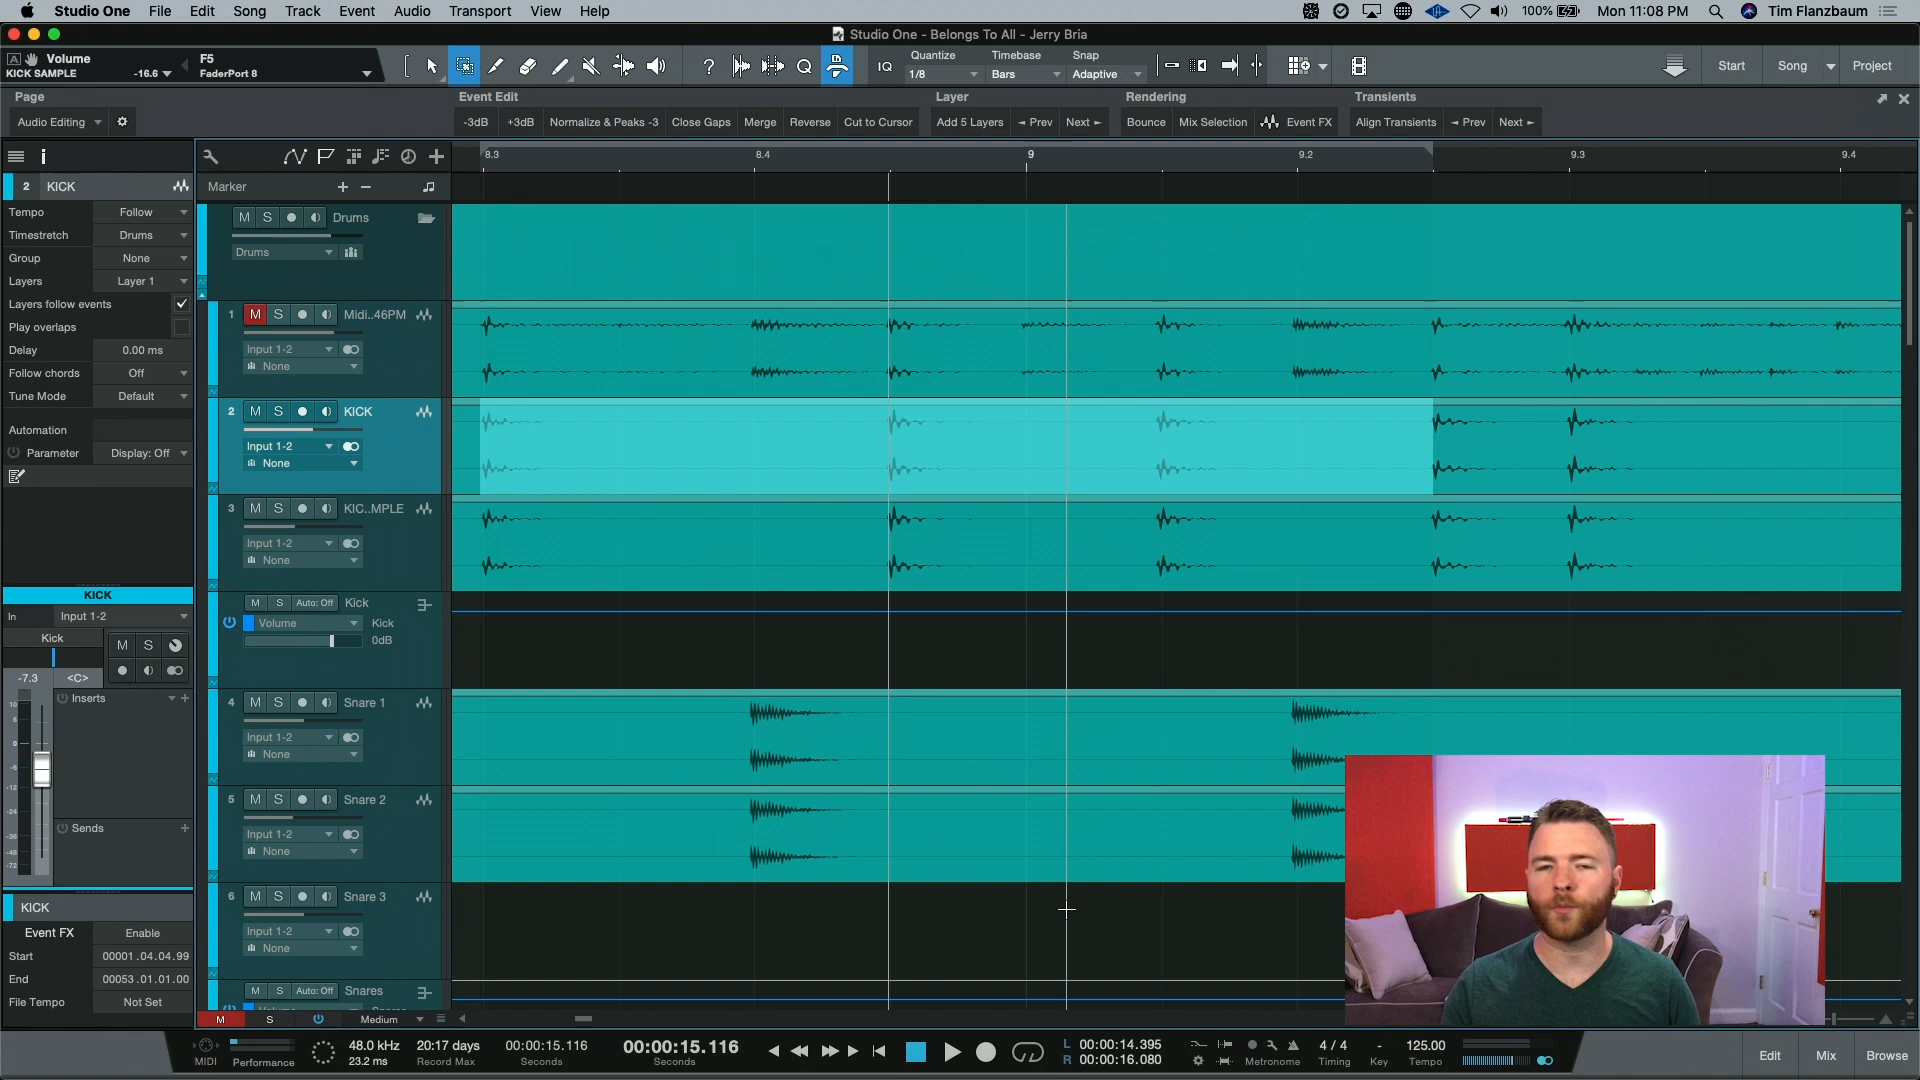 Studio One File Edit Song Track Event Audio Transport View Help
100% Mon 11:08 PM Tim Flanzbaum
Studio One - Belongs To All - Jerry Bria
Volume
KICK SAMPLE -16.6
F5
FaderPort 8
IQ
Quantize
1/8
Timebase
Bars
Snap
Adaptive
Start Song Project
Page
Audio Editing
Event Edit
-3dB +3dB Normalize & Peaks -3 Close Gaps Merge Reverse Cut to Cursor
Layer
Add 5 Layers Prev Next
Rendering
Bounce Mix Selection Event FX
Transients
Align Transients Prev Next
8.3 8.4 9 9.2 9.3 9.4
Marker
2 KICK
Tempo Follow
Timestretch Drums
Group None
Layers Layer 1
Layers follow events
Play overlaps
Delay 0.00 ms
Follow chords Off
Tune Mode Default
Automation
Parameter Display: Off
KICK
In Input 1-2
Kick
M S
-7.3 <C>
Inserts
Sends
KICK
Event FX Enable
Start 00001.04.04.99
End 00053.01.01.00
File Tempo Not Set
M S Drums
Drums
1 M S Midi..46PM
Input 1-2
None
2 M S KICK
Input 1-2
None
3 M S KIC..MPLE
Input 1-2
None
M S Auto: Off Kick
Volume Kick
0dB
4 M S Snare 1
Input 1-2
None
5 M S Snare 2
Input 1-2
None
6 M S Snare 3
Input 1-2
None
M S Auto: Off Snares
M S Medium
MIDI Performance
48.0 kHz
23.2 ms
20:17 days
Record Max
00:00:15.116
Seconds
00:00:15.116
Seconds
L 00:00:14.395
R 00:00:16.080
Metronome
4 / 4
Timing
-
Key
125.00
Tempo
Edit Mix Browse